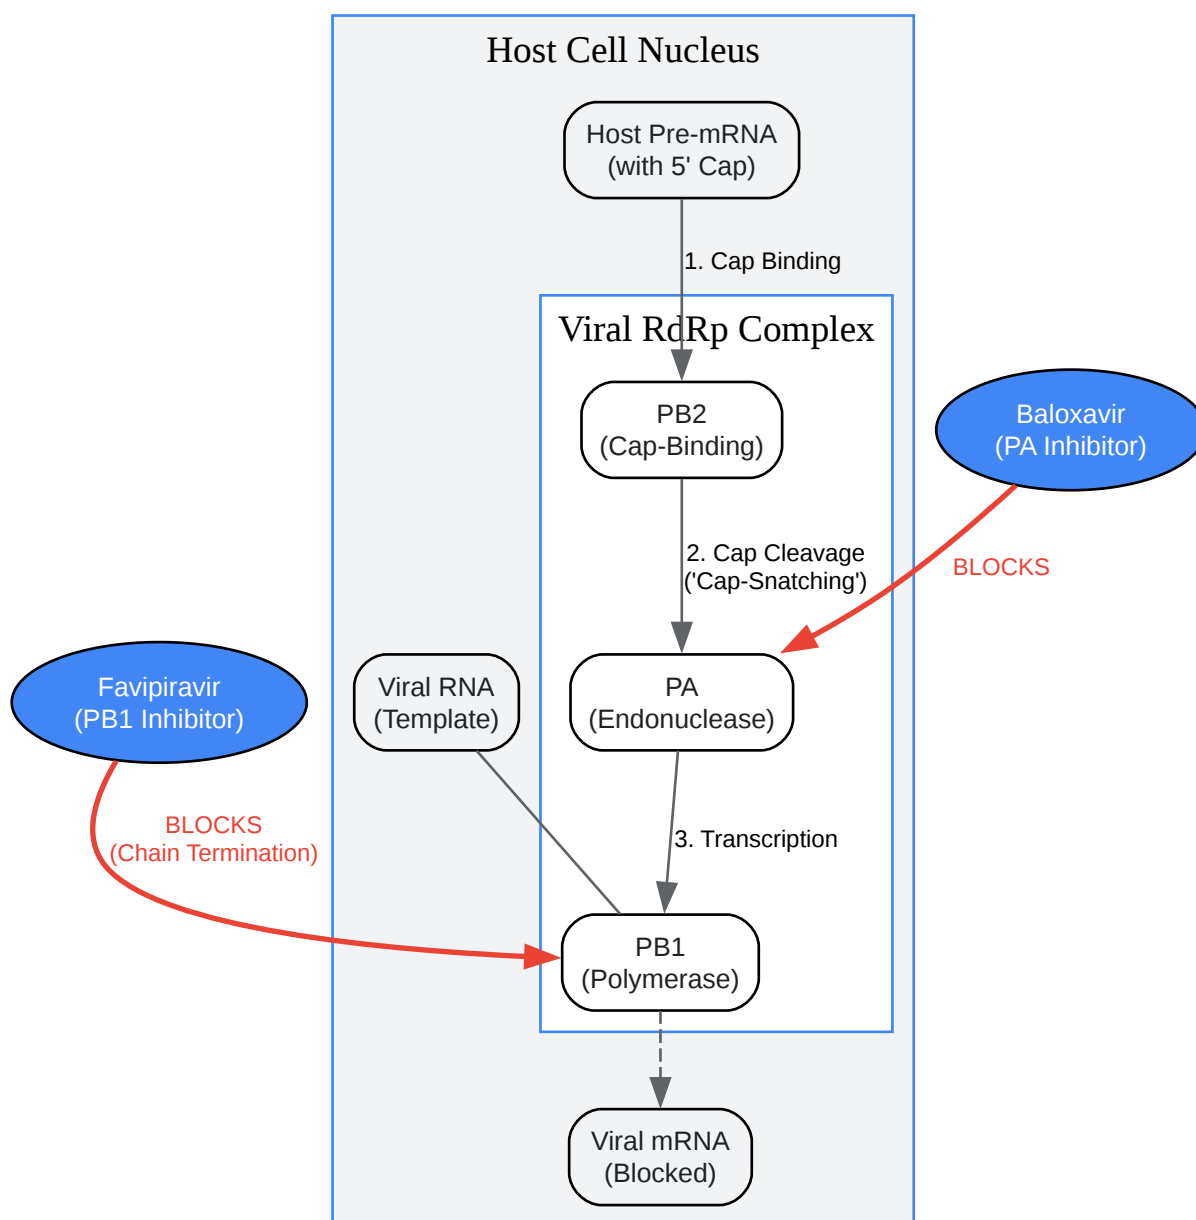 Host Cell Nucleus
Host Pre-mRNA
(with 5' Cap)
1. Cap Binding
Viral RdRp Complex
PB2
(Cap-Binding)
Baloxavir
(PA Inhibitor)
2. Cap Cleavage
('Cap-Snatching')
BLOCKS
Favipiravir
(PB1 Inhibitor)
Viral RNA
(Template)
PA
(Endonuclease)
BLOCKS
(Chain Termination)
3. Transcription
PB1
(Polymerase)
Viral mRNA
(Blocked)